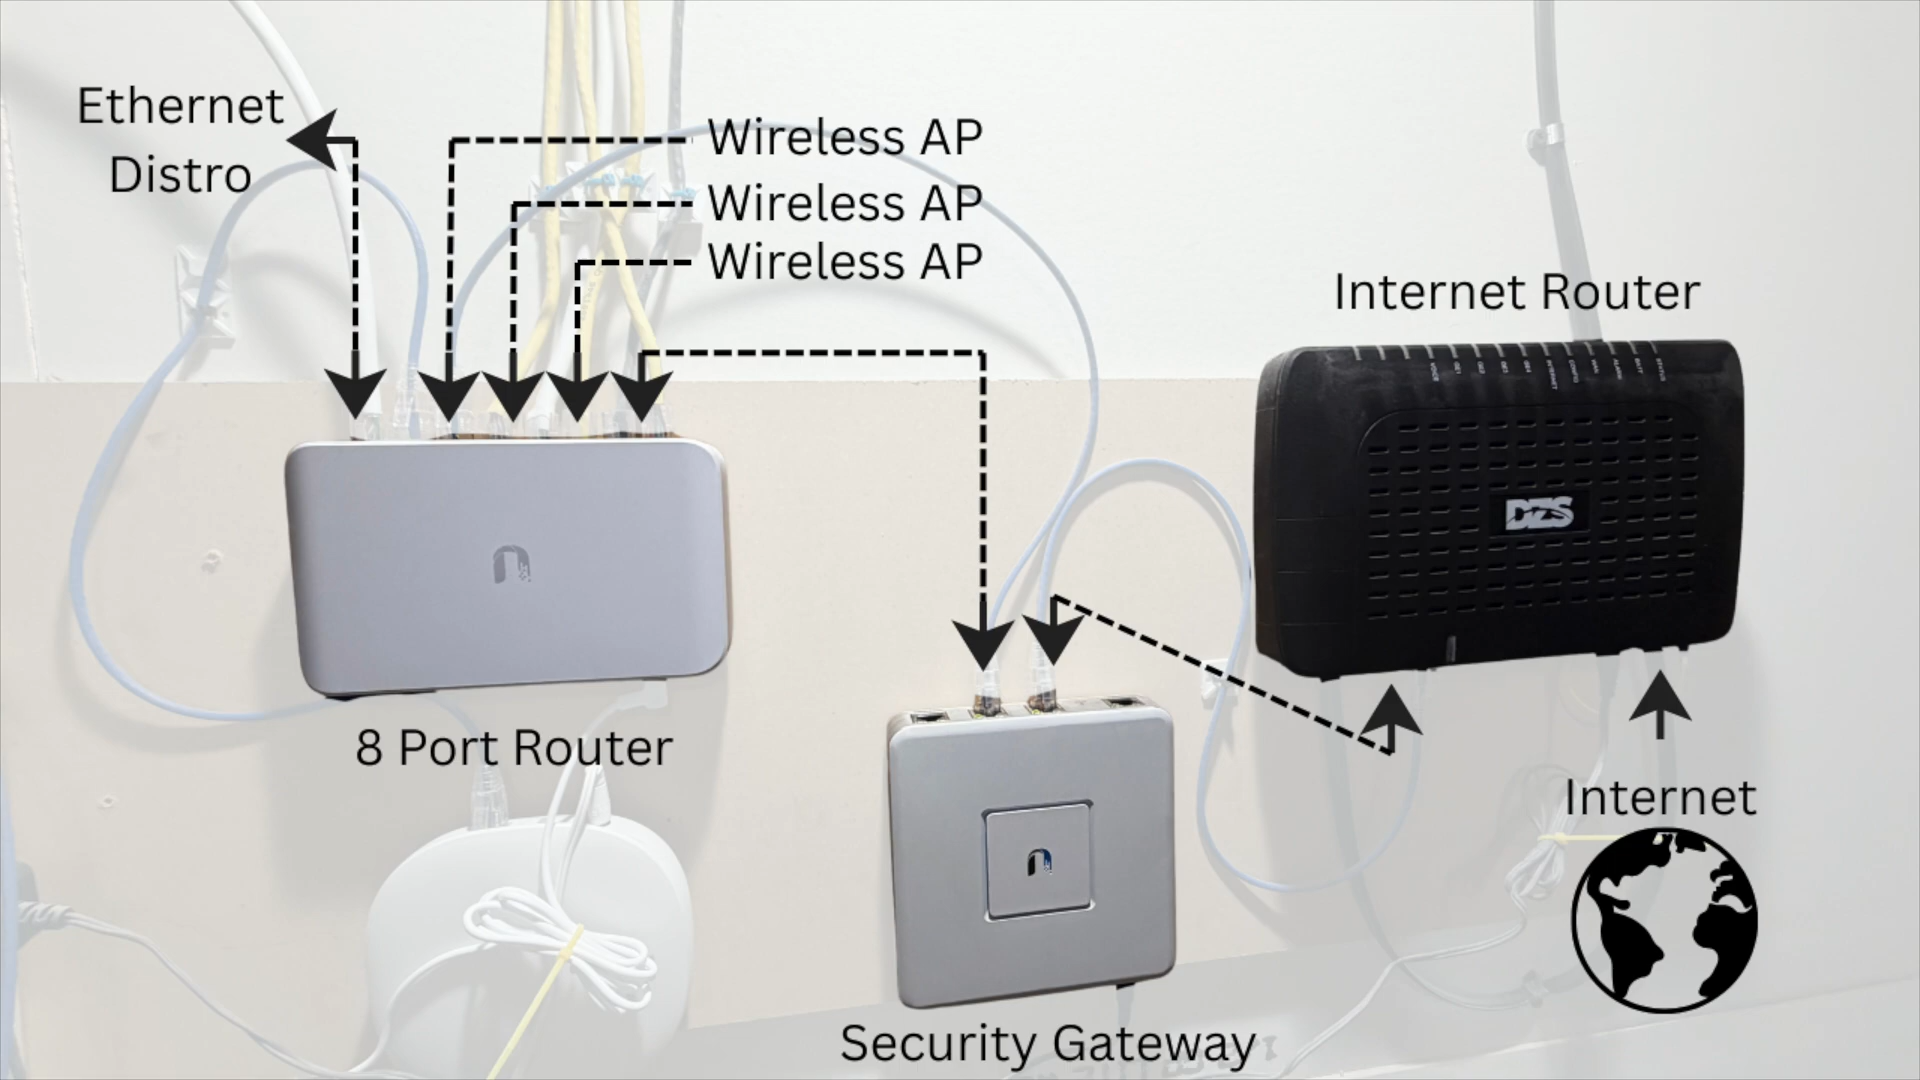 Ethernet
Distro
Wireless AP
Wireless AP
Wireless AP
Internet Router
DZS
8 Port Router
Internet
Security Gateway